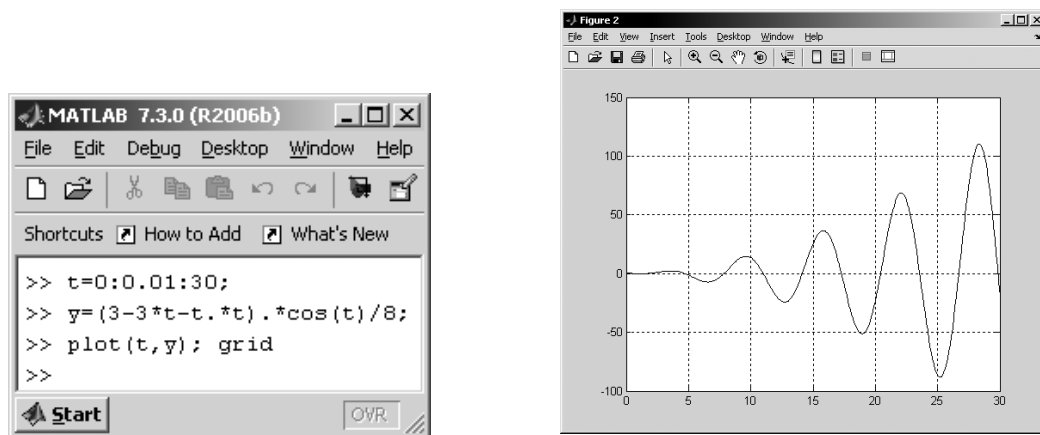 MATLAB 7.3.0 (R2006b)
File Edit Debug Desktop Window Help
Shortcuts How to Add What's New
>> t=0:0.01:30;
>> y=(3-3*t-t.*t).*cos(t)/8;
>> plot(t,y); grid
>>
Start OVR
Figure 2
File Edit View Insert Tools Desktop Window Help
150
100
50
0
-50
-100
0 5 10 15 20 25 30